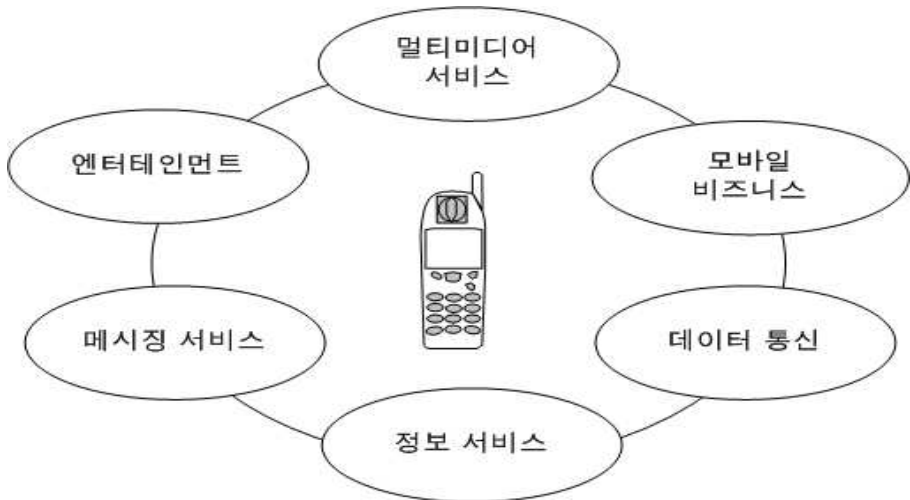 멀티미디어
서비스
엔터테인먼트
모바일
비즈니스
메시징 서비스
데이터 통신
정보 서비스